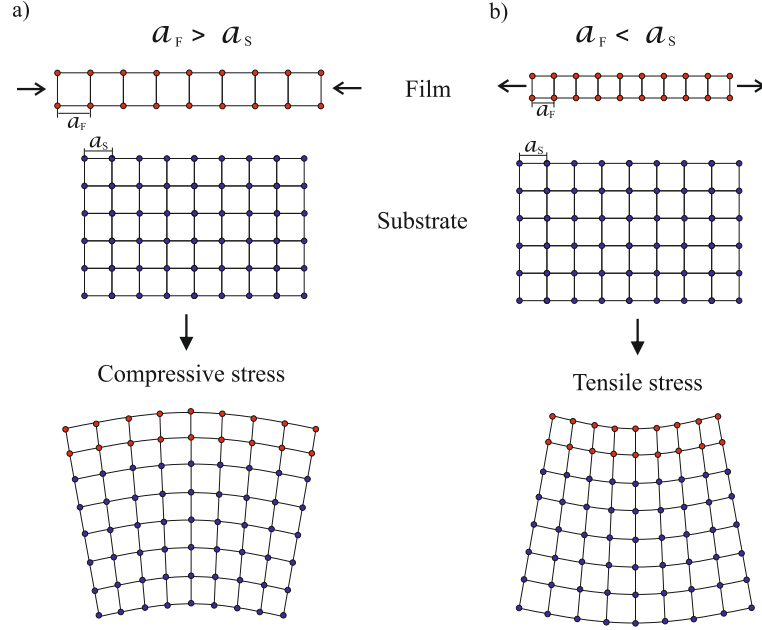 a)
b)
aF > aS
aF < aS
Film
aF
aF
aS
aS
Substrate
Compressive stress
Tensile stress